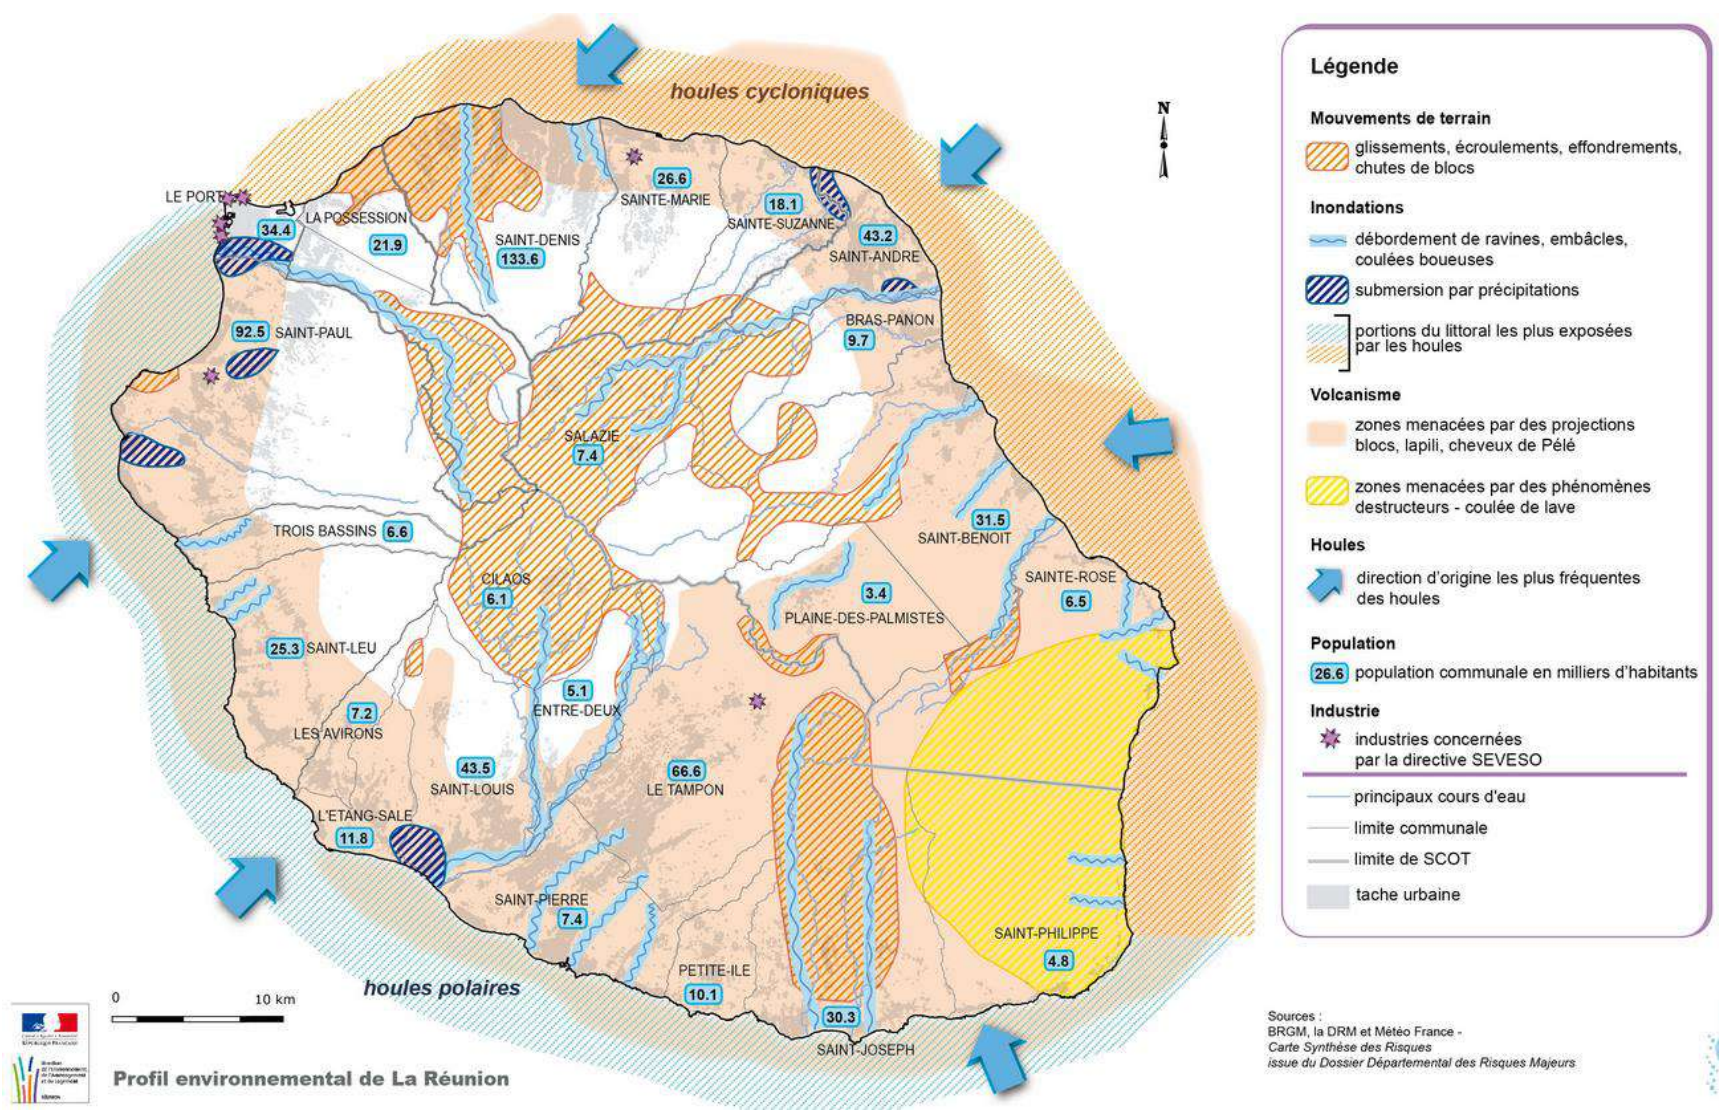 houles cycloniques
N
LE PORT
34.4
LA POSSESSION
21.9
SAINT-DENIS
133.6
26.6
SAINTE-MARIE
18.1
SAINTE-SUZANNE
43.2
SAINT-ANDRE
BRAS-PANON
9.7
92.5 SAINT-PAUL
SALAZIE
7.4
TROIS BASSINS 6.6
CILAOS
6.1
31.5
SAINT-BENOIT
SAINTE-ROSE
6.5
3.4
PLAINE-DES-PALMISTES
25.3 SAINT-LEU
5.1
ENTRE-DEUX
7.2
LES AVIRONS
43.5
SAINT-LOUIS
66.6
LE TAMPON
L'ETANG-SALE
11.8
SAINT-PIERRE
7.4
SAINT-PHILIPPE
4.8
PETITE-ILE
10.1
30.3
SAINT-JOSEPH
houles polaires
0 10 km
Profil environnemental de La Réunion
Légende
Mouvements de terrain
glissements, écroulements, effondrements,
chutes de blocs
Inondations
débordement de ravines, embâcles,
coulées boueuses
submersion par précipitations
portions du littoral les plus exposées
par les houles
Volcanisme
zones menacées par des projections
blocs, lapili, cheveux de Pélé
zones menacées par des phénomènes
destructeurs - coulée de lave
Houles
direction d'origine les plus fréquentes
des houles
Population
26.6 population communale en milliers d'habitants
Industrie
industries concernées
par la directive SEVESO
principaux cours d'eau
limite communale
limite de SCOT
tache urbaine
Sources :
BRGM, la DRM et Météo France -
Carte Synthèse des Risques
issue du Dossier Départemental des Risques Majeurs